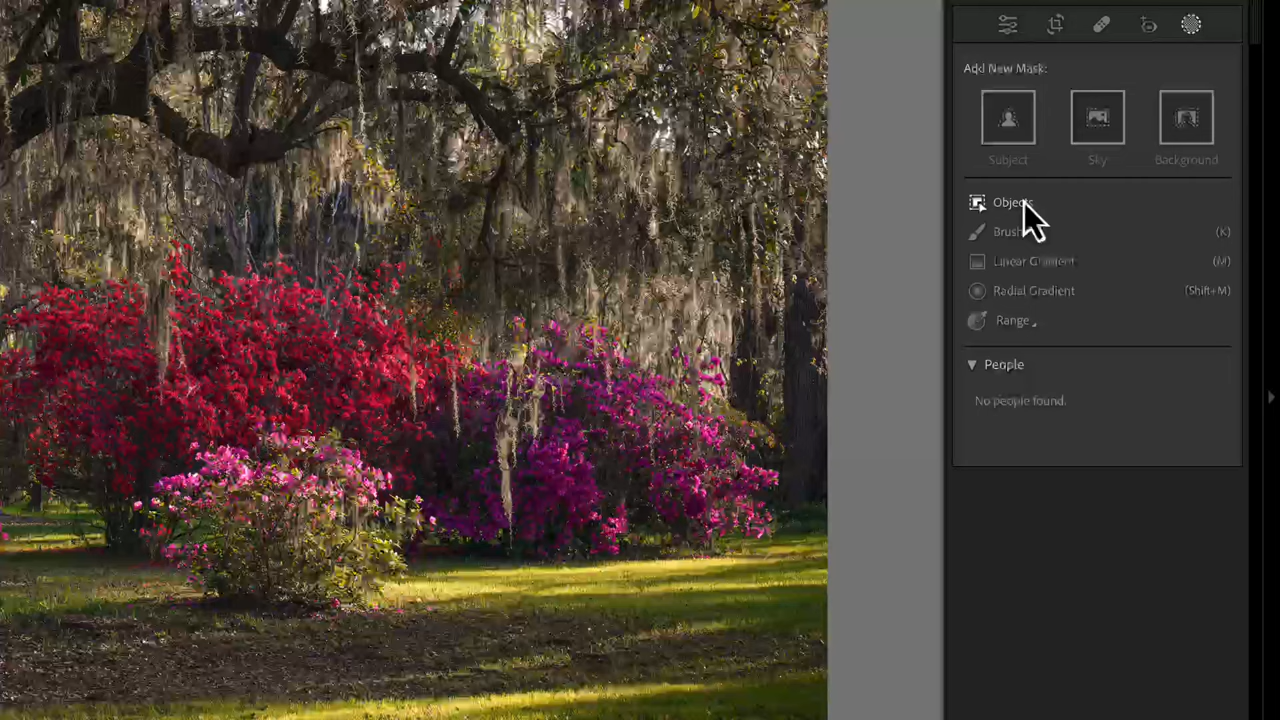 Add New Mask:
Subject Sky Background
Objects
Brush (K)
Linear Gradient (M)
Radial Gradient (Shift+M)
Range
People
No people found.